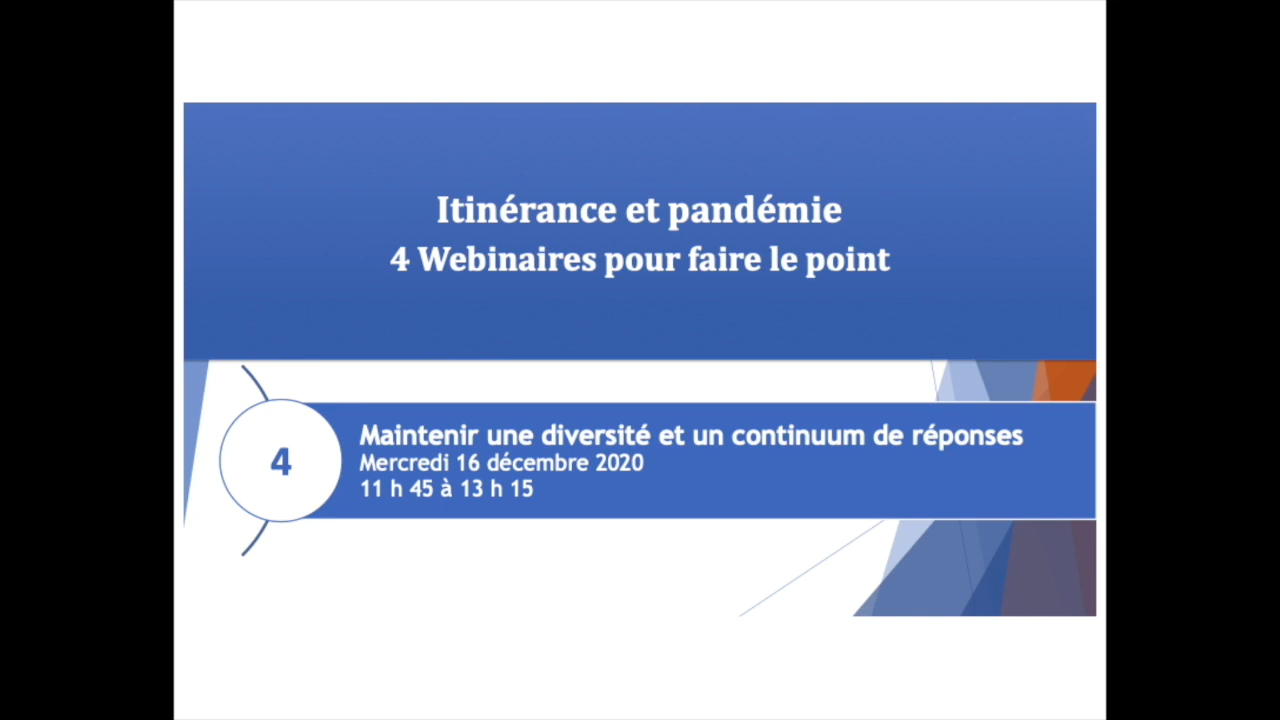 Itinérance et pandémie
4 Webinaires pour faire le point
4
Maintenir une diversité et un continuum de réponses
Mercredi 16 décembre 2020
11 h 45 à 13 h 15